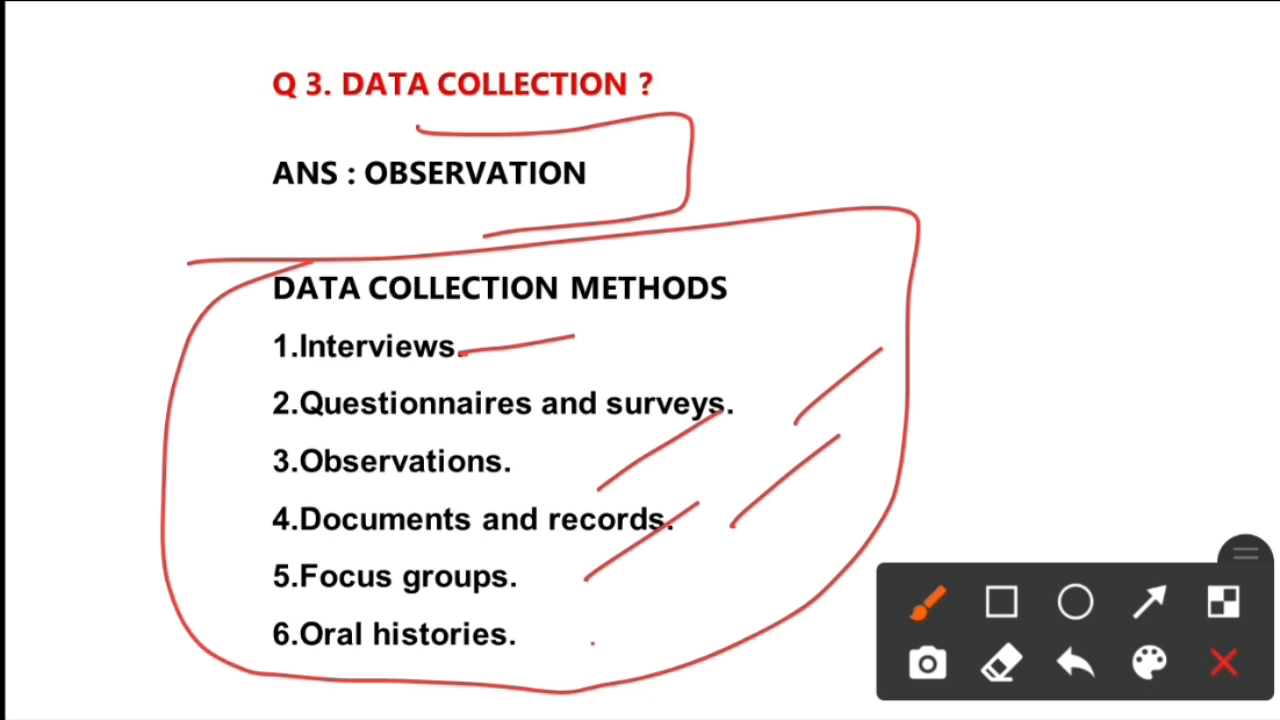 Q 3. DATA COLLECTION ?
ANS : OBSERVATION
DATA COLLECTION METHODS
1.Interviews.
2.Questionnaires and surveys.
3.Observations.
4.Documents and records.
5.Focus groups.
6.Oral histories.